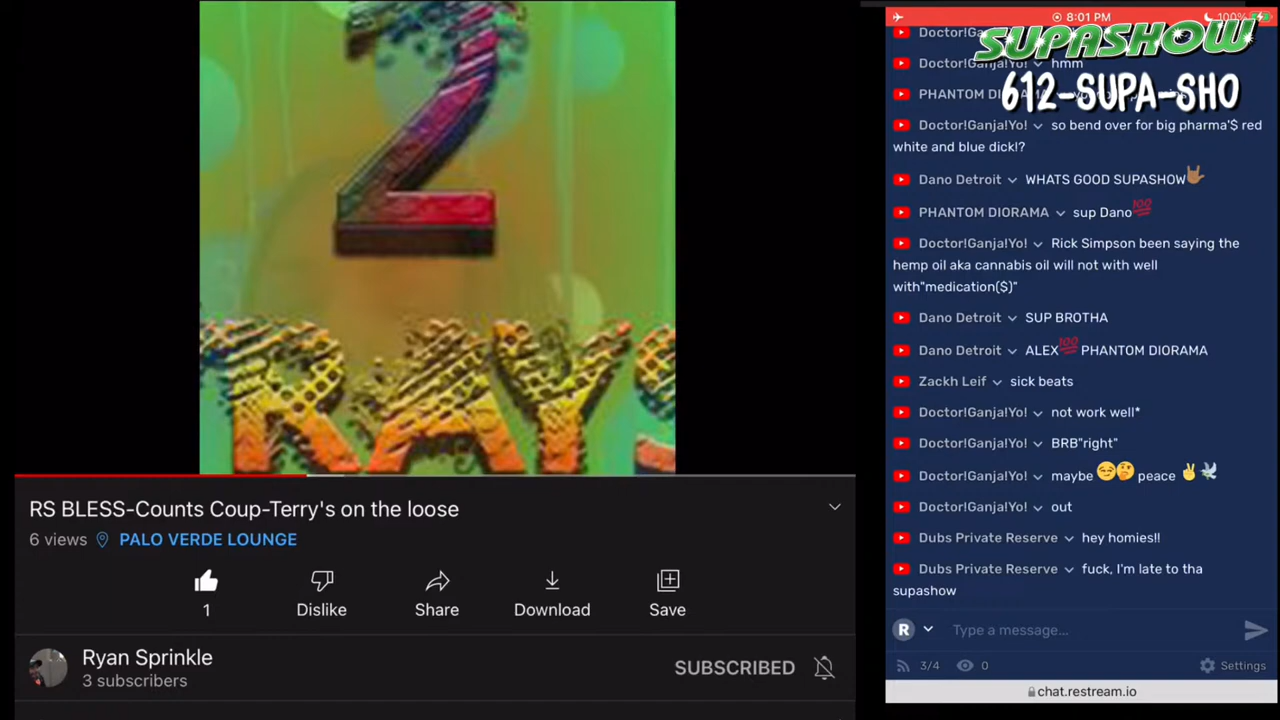 2
RAYS
RS BLESS-Counts Coup-Terry's on the loose
6 views PALO VERDE LOUNGE
1 Dislike Share Download Save
Ryan Sprinkle
3 subscribers
SUBSCRIBED
8:01 PM 100%
SUPASHOW
612-SUPA-SHO
Doctor!Ganja!Yo!
Doctor!Ganja!Yo! hmm
PHANTOM DIORAMA
Doctor!Ganja!Yo! so bend over for big pharma'$ red
white and blue dick!?
Dano Detroit WHATS GOOD SUPASHOW🤟🏽
PHANTOM DIORAMA sup Dano💯
Doctor!Ganja!Yo! Rick Simpson been saying the
hemp oil aka cannabis oil will not with well
with"medication($)"
Dano Detroit SUP BROTHA
Dano Detroit ALEX💯 PHANTOM DIORAMA
Zackh Leif sick beats
Doctor!Ganja!Yo! not work well*
Doctor!Ganja!Yo! BRB"right"
Doctor!Ganja!Yo! maybe 😏🤔 peace ✌️🕊️
Doctor!Ganja!Yo! out
Dubs Private Reserve hey homies!!
Dubs Private Reserve fuck, I'm late to tha
supashow
R Type a message...
3/4 0 Settings
chat.restream.io